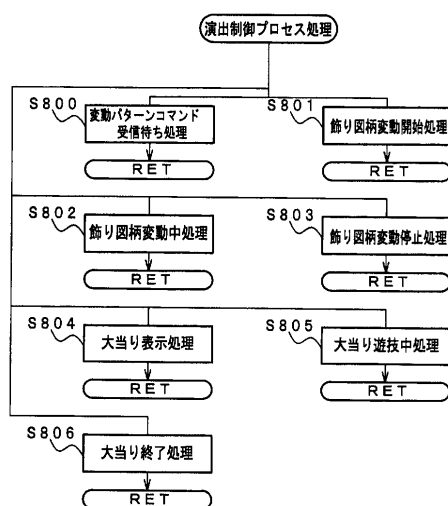 演出制御プロセス処理
S800
変動パターンコマンド
受信待ち処理
RET
S801
飾り図柄変動開始処理
RET
S802
飾り図柄変動中処理
RET
S803
飾り図柄変動停止処理
RET
S804
大当り表示処理
RET
S805
大当り遊技中処理
RET
S806
大当り終了処理
RET